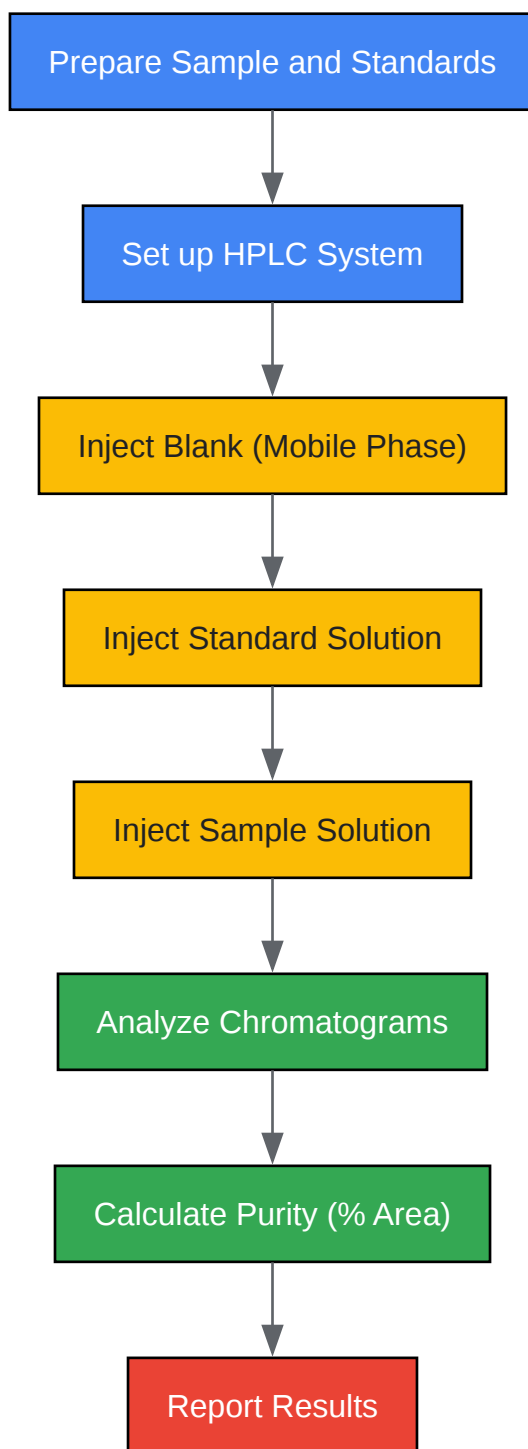 Prepare Sample and Standards
Set up HPLC System
Inject Blank (Mobile Phase)
Inject Standard Solution
Inject Sample Solution
Analyze Chromatograms
Calculate Purity (% Area)
Report Results